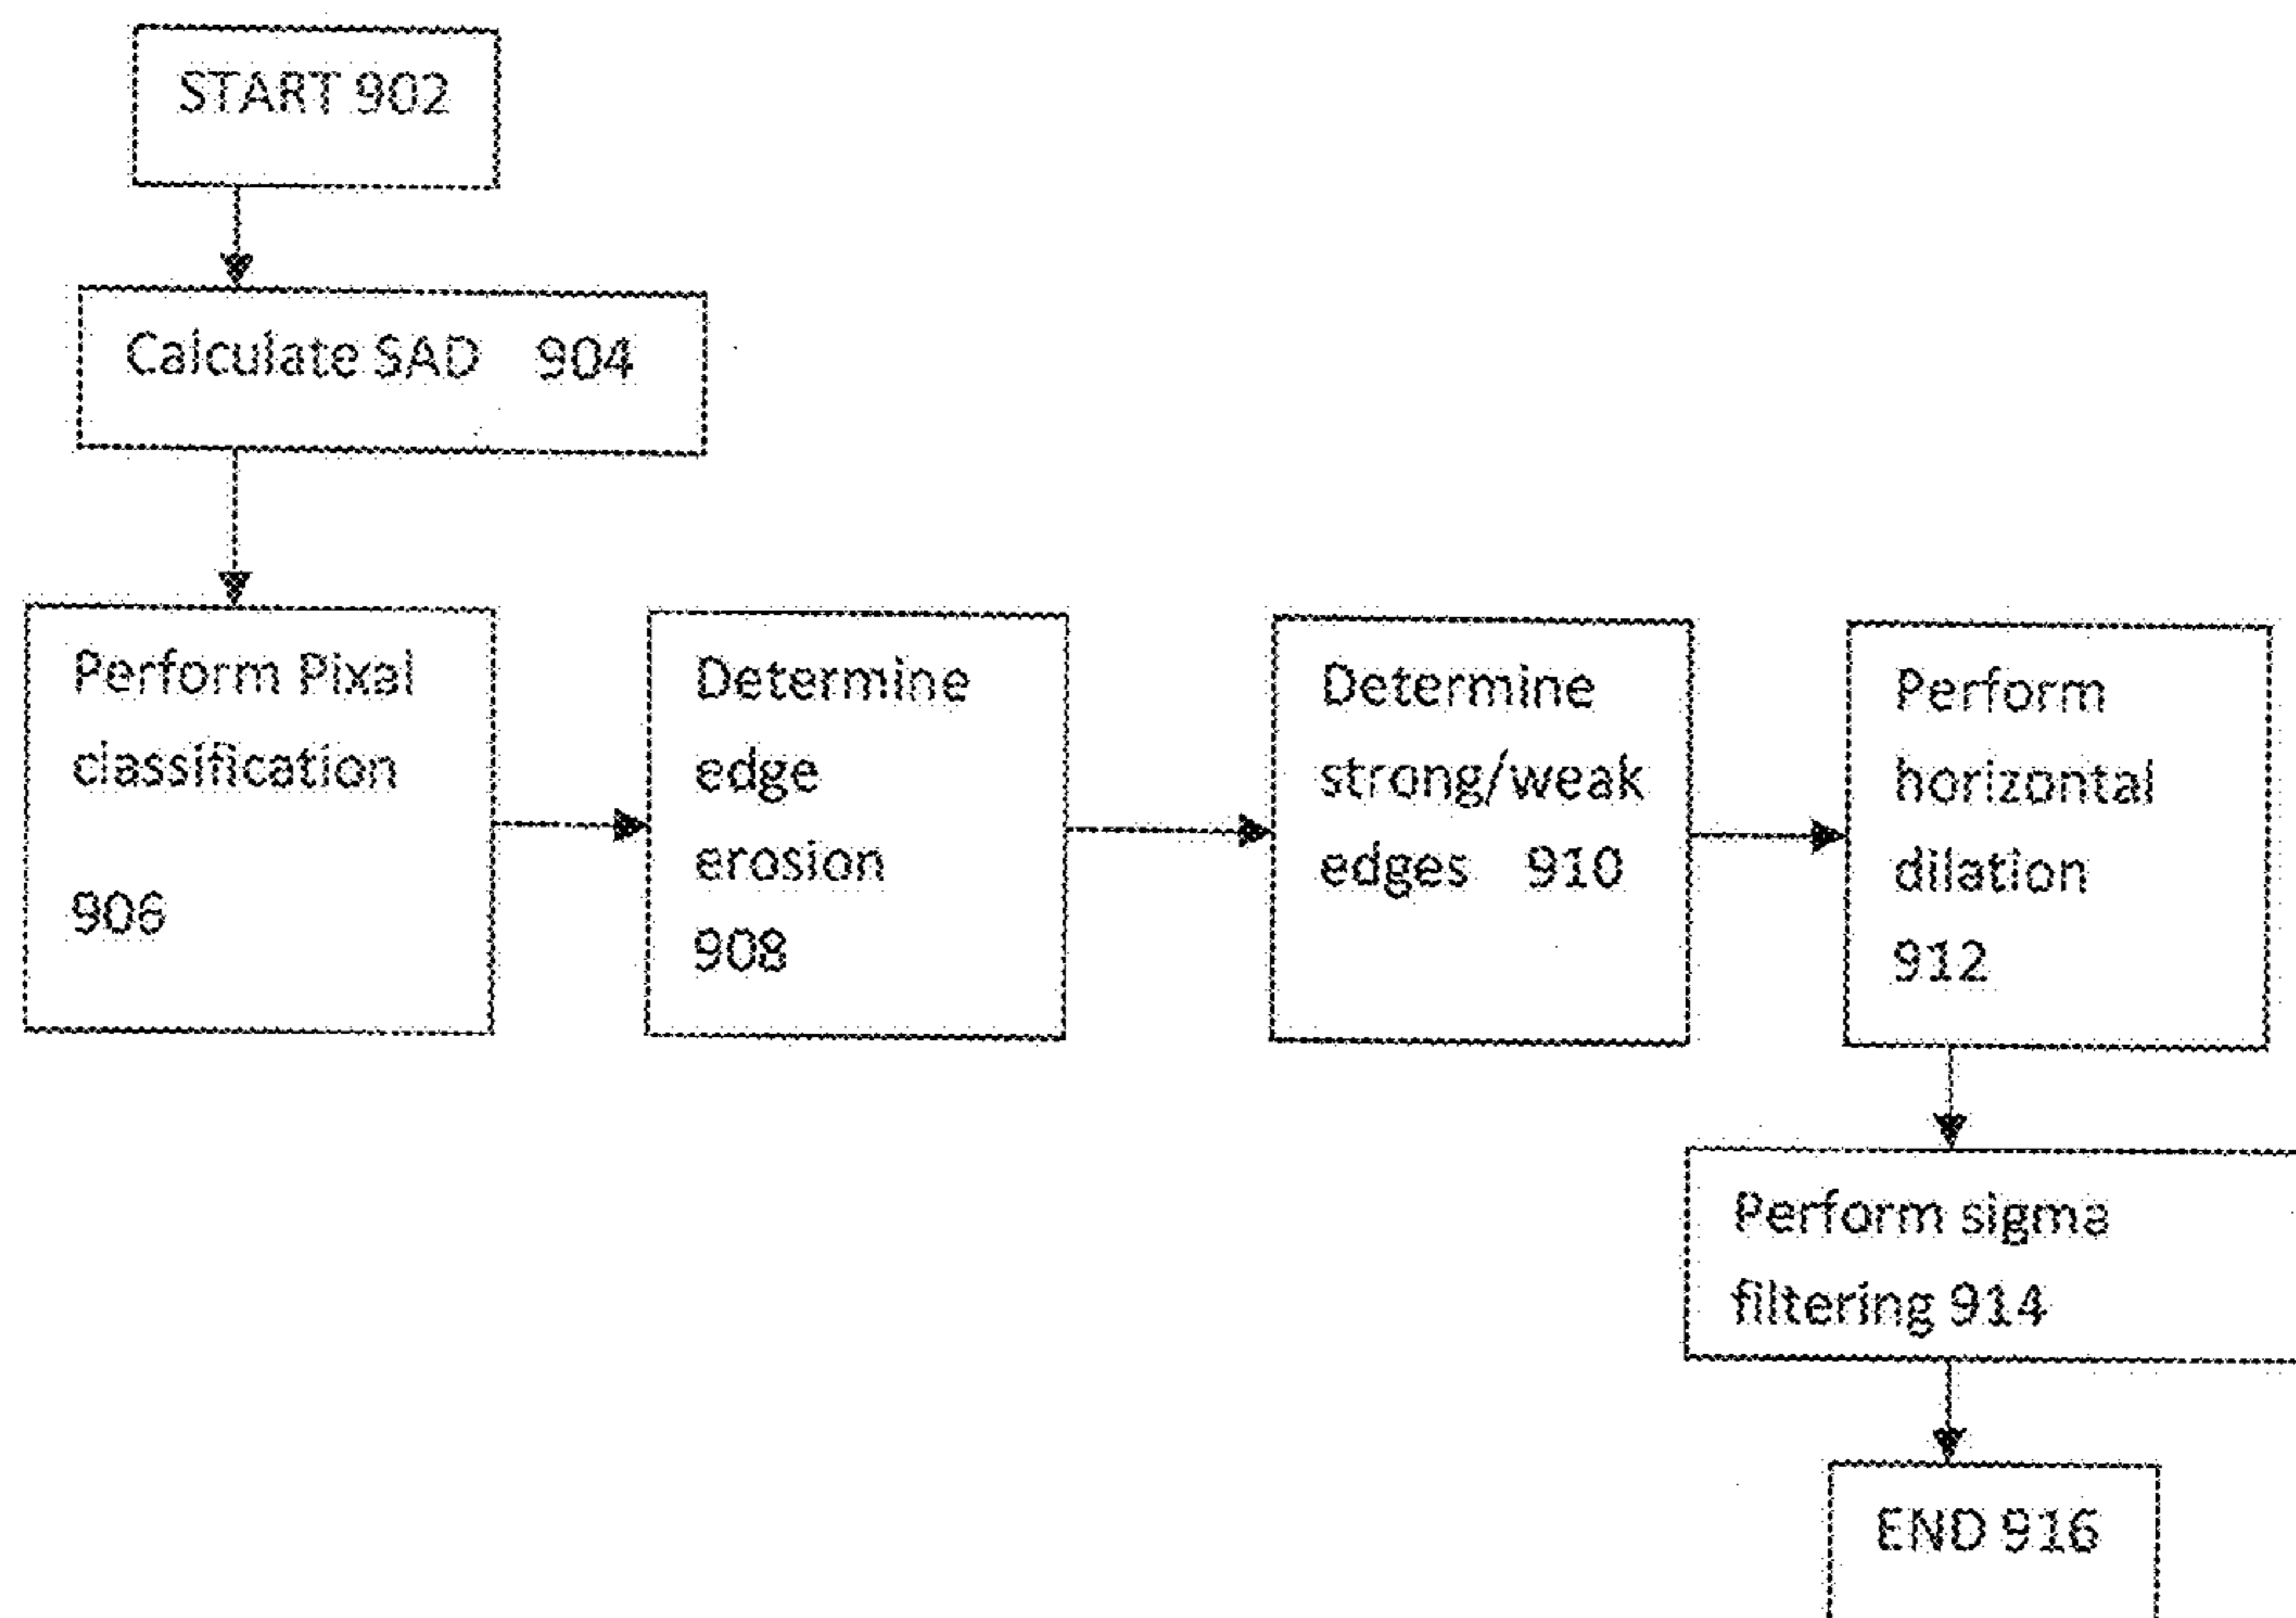 START 902
Calculate SAD 904
Perform Pixal
classification
906
Determine
edge
erosion
908
Determine
strong/weak
edges 910
Perform
horizontal
dilation
912
Perform sigma
filtering 914
END 916